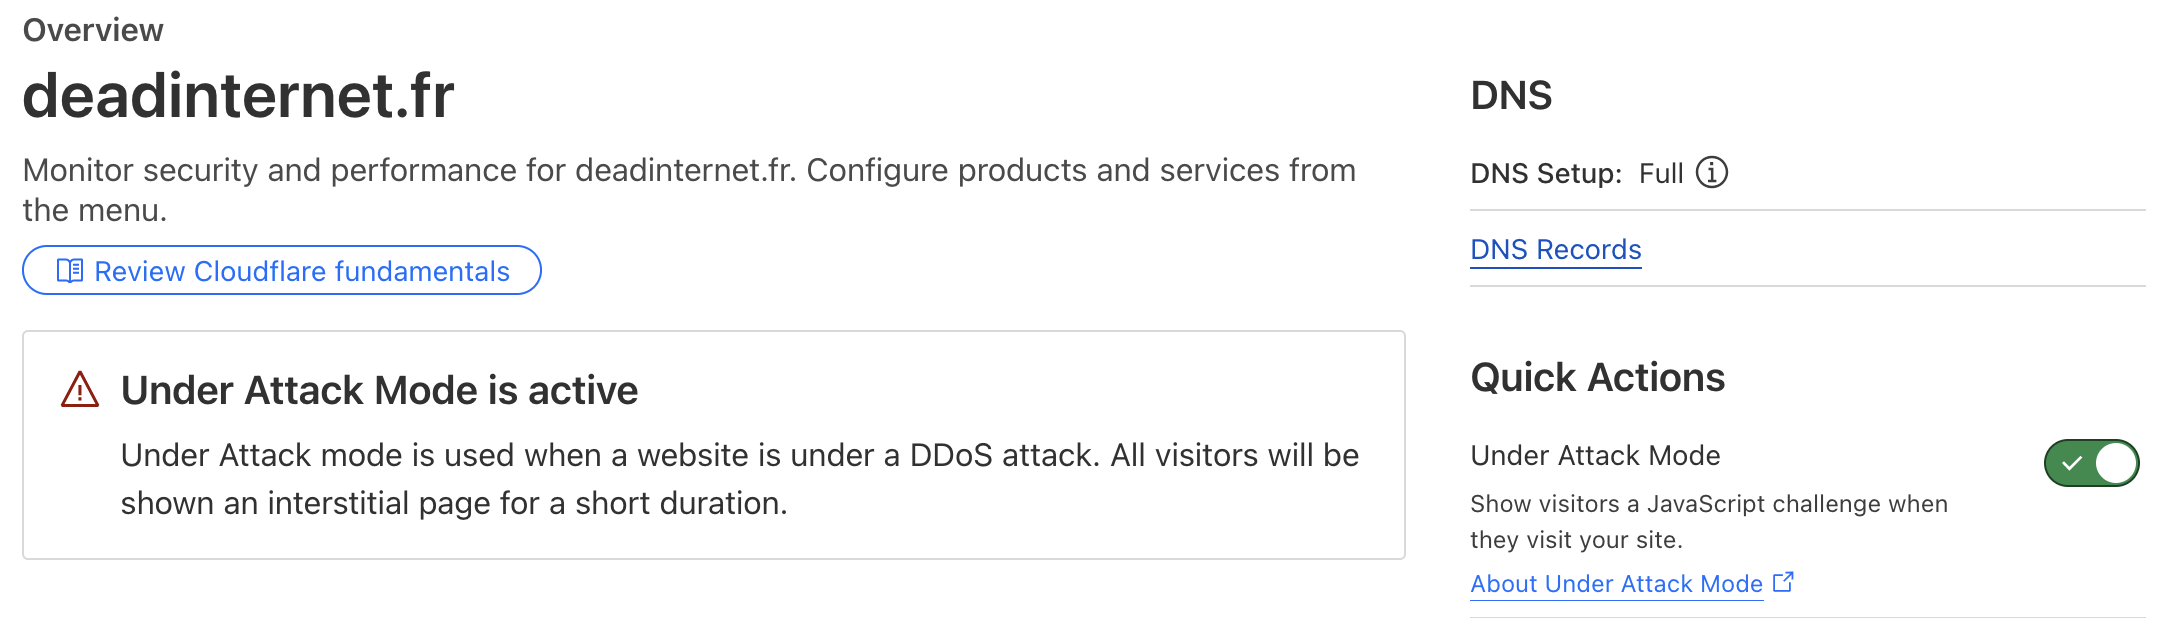 Overview
deadinternet.fr
Monitor security and performance for deadinternet.fr. Configure products and services from
the menu.
Review Cloudflare fundamentals
Under Attack Mode is active
Under Attack mode is used when a website is under a DDoS attack. All visitors will be
shown an interstitial page for a short duration.
DNS
DNS Setup: Full
DNS Records
Quick Actions
Under Attack Mode
Show visitors a JavaScript challenge when
they visit your site.
About Under Attack Mode